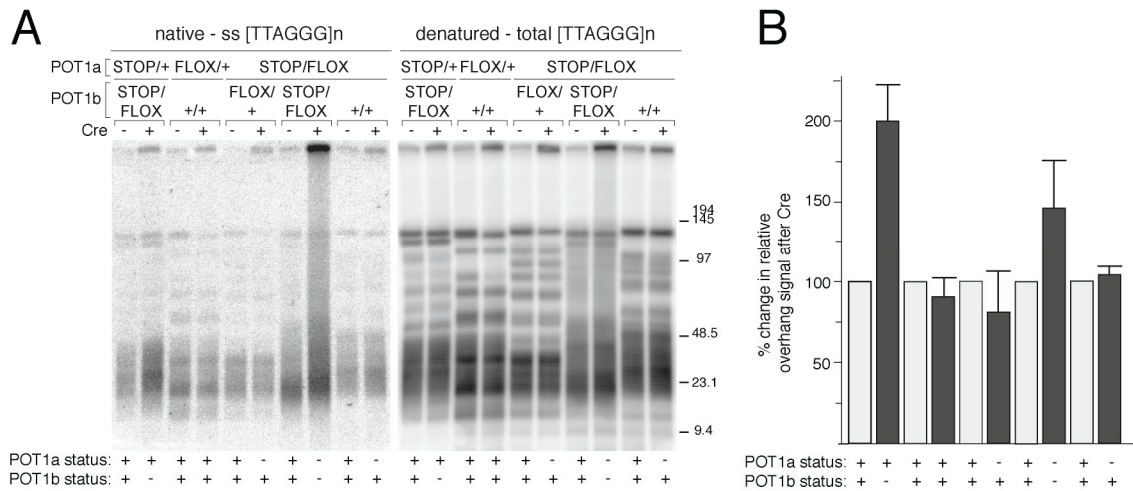 A
native - ss [TTAGGG]n denatured - total [TTAGGG]n
POT1a STOP/+ FLOX/+ STOP/FLOX STOP/+ FLOX/+ STOP/FLOX
POT1b STOP/ FLOX +/+ FLOX/ + STOP/ FLOX +/+ STOP/ FLOX +/+ FLOX/ + STOP/ FLOX +/+
Cre - + - + - + - + - + - + - + - + - + - +
194
145
97
48.5
23.1
9.4
POT1a status: + + + + + - + - + - + + + + + - + - + -
POT1b status: + - + + + + + - + + + - + + + + + - + +
B
% change in relative
overhang signal after Cre
200
150
100
50
POT1a status: + + + + + - + - + -
POT1b status: + - + + + + + - + +